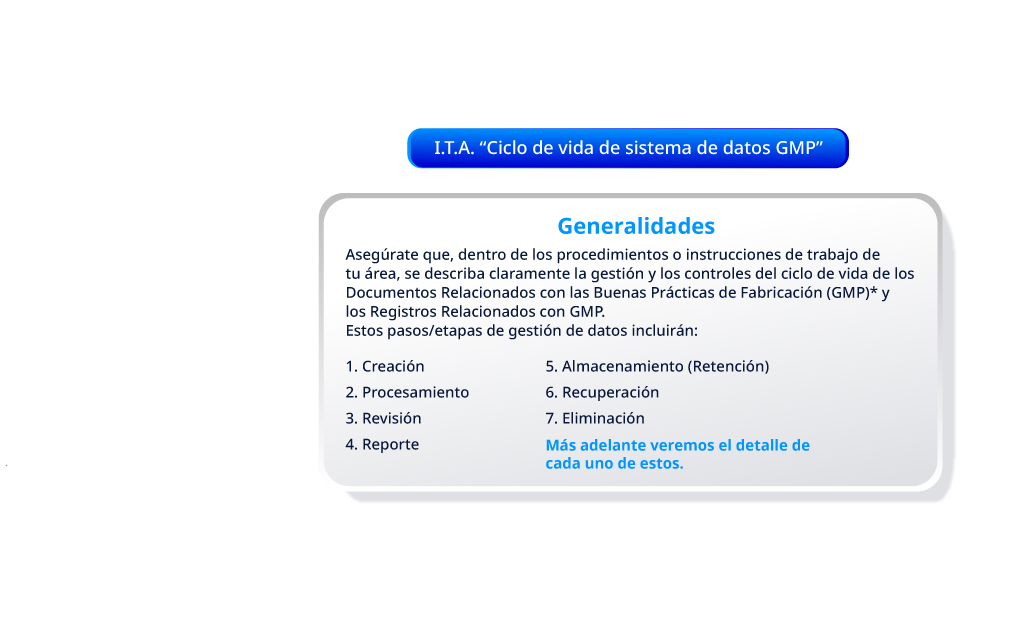 I.T.A. “Ciclo de vida de sistema de datos GMP”
Generalidades
Asegúrate que, dentro de los procedimientos o instrucciones de trabajo de
tu área, se describa claramente la gestión y los controles del ciclo de vida de los
Documentos Relacionados con las Buenas Prácticas de Fabricación (GMP)* y
los Registros Relacionados con GMP.
Estos pasos/etapas de gestión de datos incluirán:
1. Creación
2. Procesamiento
3. Revisión
4. Reporte
5. Almacenamiento (Retención)
6. Recuperación
7. Eliminación
Más adelante veremos el detalle de
cada uno de estos.